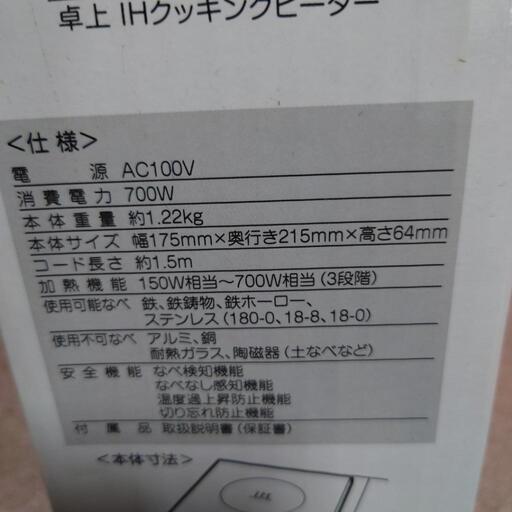 卓上 IHクッキングヒーター
＜仕様＞
電源 AC100V
消費電力 700W
本体重量 約1.22kg
本体サイズ 幅175mm×奥行き215mm×高さ64mm
コード長さ 約1.5m
加熱機能 150W相当～700W相当（3段階）
使用可能なべ 鉄、鉄鋳物、鉄ホーロー、
ステンレス（180-0、18-8、18-0）
使用不可なべ アルミ、銅
耐熱ガラス、陶磁器（土なべなど）
安全機能 なべ検知機能
なべなし感知機能
温度過上昇防止機能
切り忘れ防止機能
付属品 取扱説明書（保証書）
＜本体寸法＞